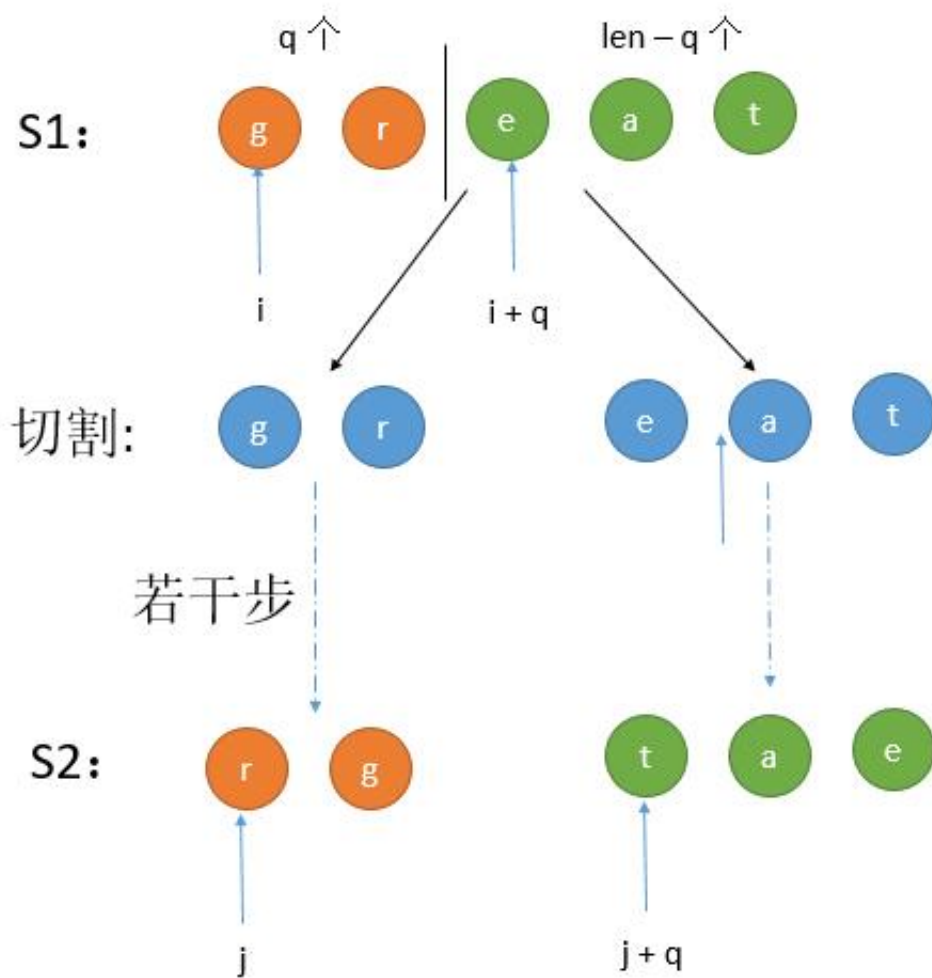 q 个 len – q 个
S1： g r e a t
i i + q
切割: g r e a t
若干步
S2： r g t a e
j j + q